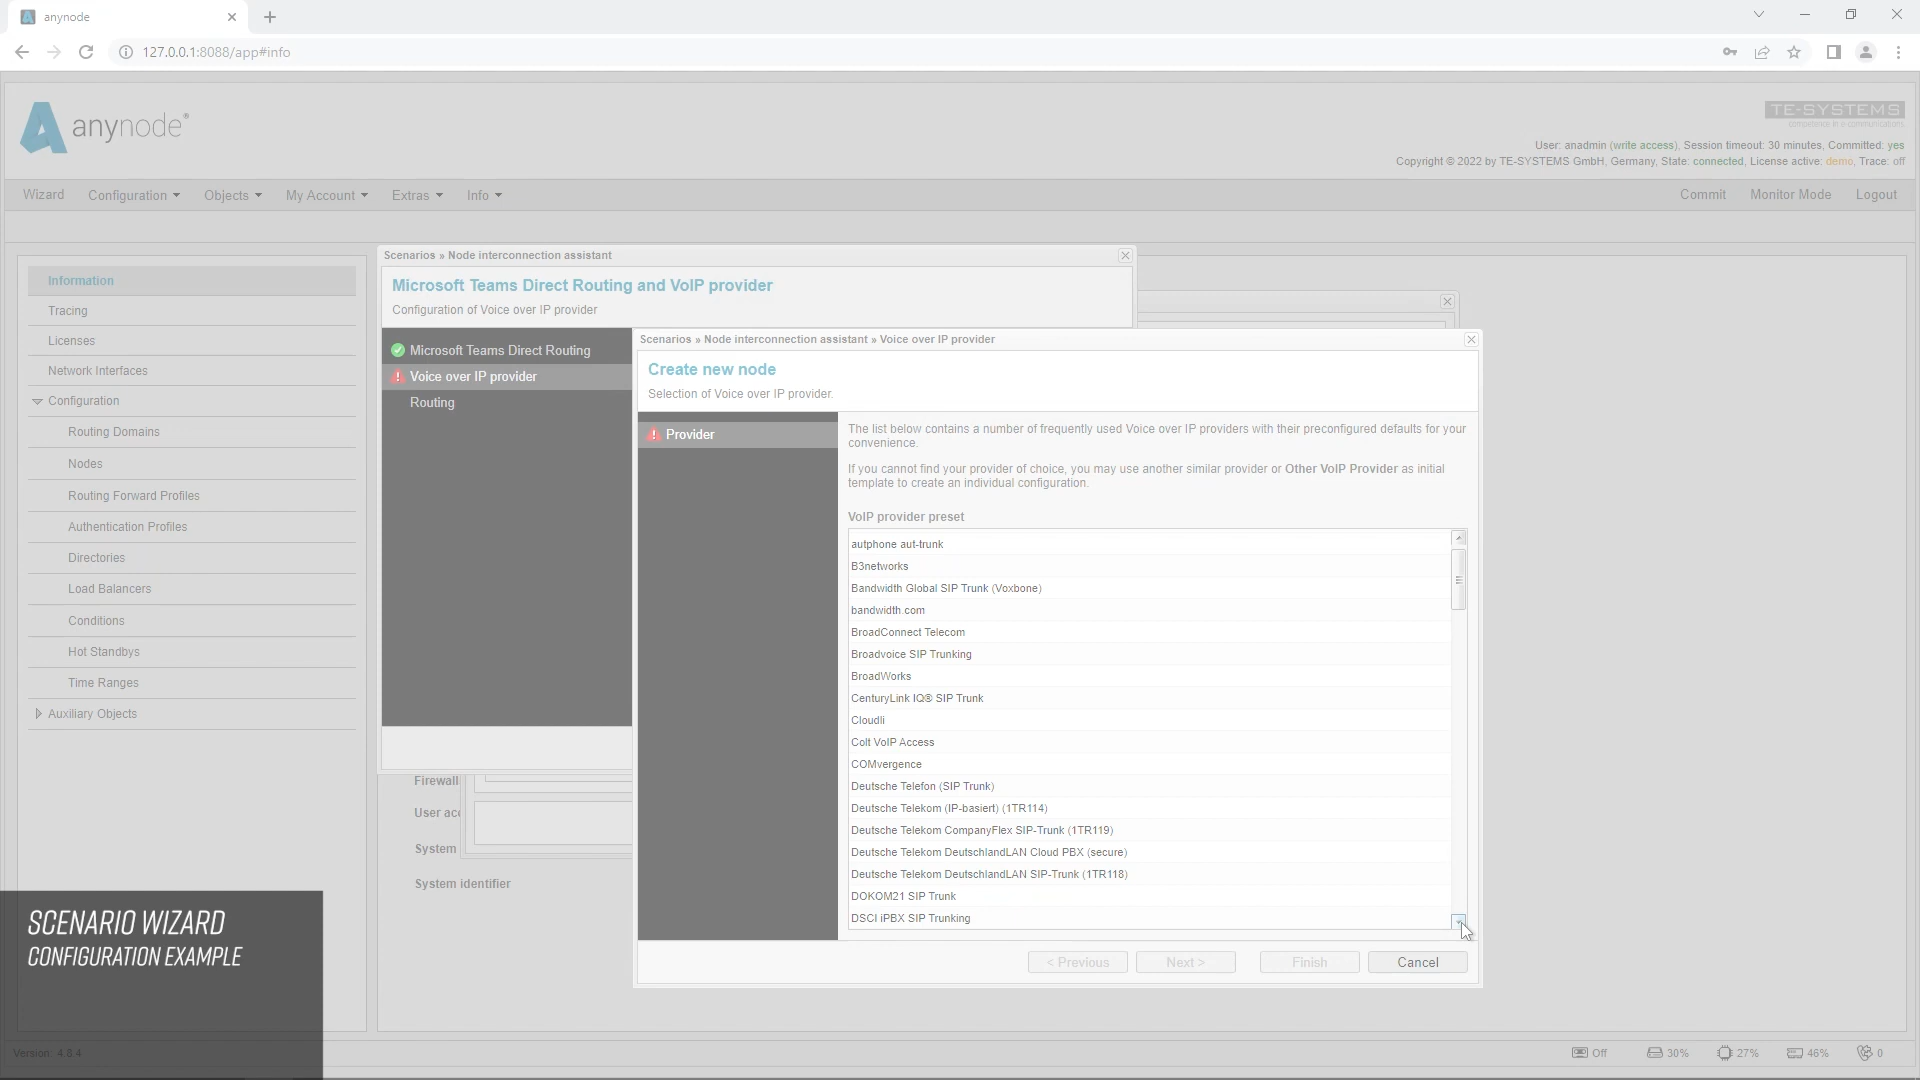 anynode
127.0.0.1:8088/app#info
anynode®
TE-SYSTEMS
competence in e-communications.
User: anadmin (write access), Session timeout: 30 minutes, Committed: yes
Copyright © 2022 by TE-SYSTEMS GmbH, Germany, State: connected, License active: demo, Trace: off
Wizard Configuration Objects My Account Extras Info Commit Monitor Mode Logout
Information
Tracing
Licenses
Network Interfaces
Configuration
Routing Domains
Nodes
Routing Forward Profiles
Authentication Profiles
Directories
Load Balancers
Conditions
Hot Standbys
Time Ranges
Auxiliary Objects
Scenarios » Node interconnection assistant
Microsoft Teams Direct Routing and VoIP provider
Configuration of Voice over IP provider
Microsoft Teams Direct Routing
Voice over IP provider
Routing
Firewall
User acc
System
System identifier
Scenarios » Node interconnection assistant » Voice over IP provider
Create new node
Selection of Voice over IP provider.
Provider
The list below contains a number of frequently used Voice over IP providers with their preconfigured defaults for your
convenience.
If you cannot find your provider of choice, you may use another similar provider or Other VoIP Provider as initial
template to create an individual configuration.
VoIP provider preset
autphone aut-trunk
B3networks
Bandwidth Global SIP Trunk (Voxbone)
bandwidth.com
BroadConnect Telecom
Broadvoice SIP Trunking
BroadWorks
CenturyLink IQ® SIP Trunk
Cloudli
Colt VoIP Access
COMvergence
Deutsche Telefon (SIP Trunk)
Deutsche Telekom (IP-basiert) (1TR114)
Deutsche Telekom CompanyFlex SIP-Trunk (1TR119)
Deutsche Telekom DeutschlandLAN Cloud PBX (secure)
Deutsche Telekom DeutschlandLAN SIP-Trunk (1TR118)
DOKOM21 SIP Trunk
DSCI iPBX SIP Trunking
< Previous Next > Finish Cancel
SCENARIO WIZARD
CONFIGURATION EXAMPLE
Version: 4.8.4
Off 30% 27% 46% 0